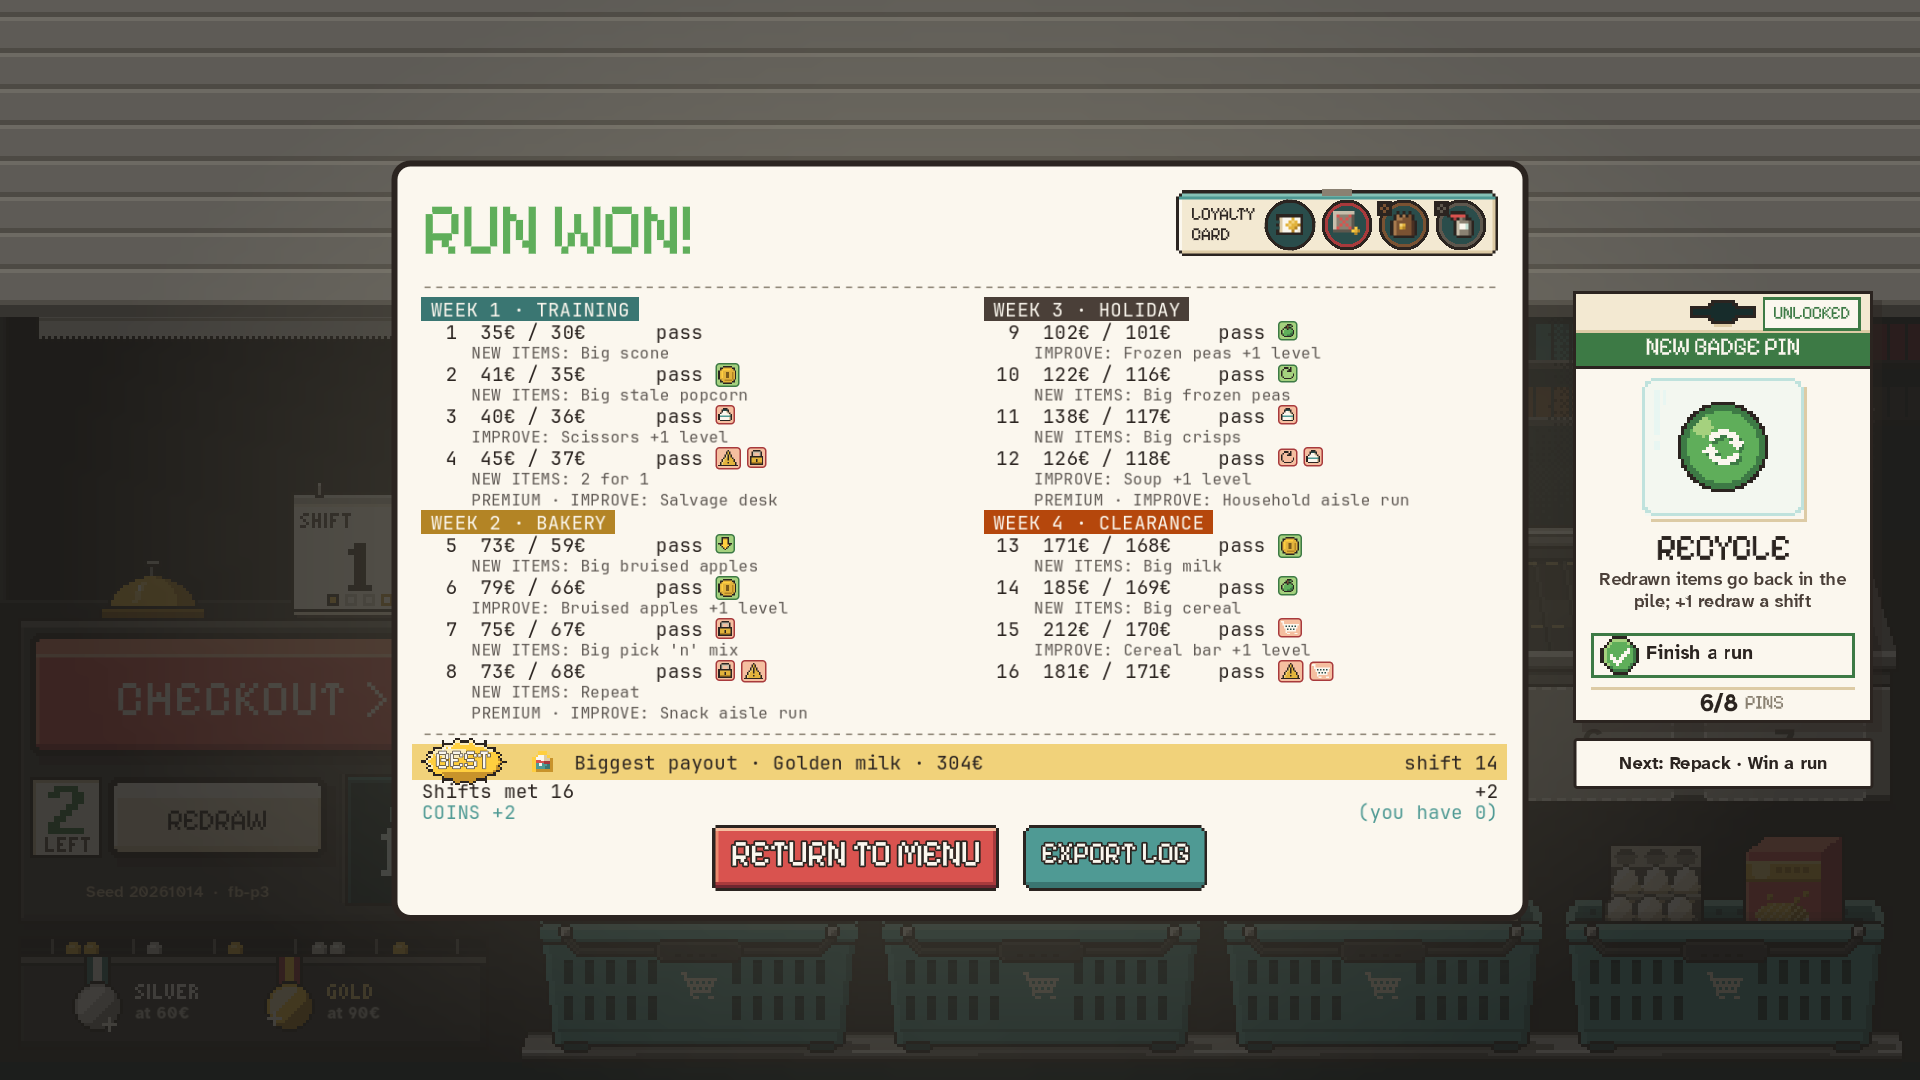 RUN WON!
LOYALTY
CARD
WEEK 1 · TRAINING
1 35€ / 30€ pass
NEW ITEMS: Big scone
2 41€ / 35€ pass
NEW ITEMS: Big stale popcorn
3 40€ / 36€ pass
IMPROVE: Scissors +1 level
4 45€ / 37€ pass
NEW ITEMS: 2 for 1
PREMIUM · IMPROVE: Salvage desk
WEEK 2 · BAKERY
5 73€ / 59€ pass
NEW ITEMS: Big bruised apples
6 79€ / 66€ pass
IMPROVE: Bruised apples +1 level
7 75€ / 67€ pass
NEW ITEMS: Big pick 'n' mix
8 73€ / 68€ pass
NEW ITEMS: Repeat
PREMIUM · IMPROVE: Snack aisle run
WEEK 3 · HOLIDAY
9 102€ / 101€ pass
IMPROVE: Frozen peas +1 level
10 122€ / 116€ pass
NEW ITEMS: Big frozen peas
11 138€ / 117€ pass
NEW ITEMS: Big crisps
12 126€ / 118€ pass
IMPROVE: Soup +1 level
PREMIUM · IMPROVE: Household aisle run
WEEK 4 · CLEARANCE
13 171€ / 168€ pass
NEW ITEMS: Big milk
14 185€ / 169€ pass
NEW ITEMS: Big cereal
15 212€ / 170€ pass
IMPROVE: Cereal bar +1 level
16 181€ / 171€ pass
BEST Biggest payout · Golden milk · 304€ shift 14
Shifts met 16 +2
COINS +2 (you have 0)
RETURN TO MENU
EXPORT LOG
UNLOCKED
NEW BADGE PIN
RECYCLE
Redrawn items go back in the
pile; +1 redraw a shift
Finish a run
6/8 PINS
Next: Repack · Win a run
SHIFT
1
CHECKOUT >
2
LEFT
REDRAW
Seed 20261014 · fb-p3
SILVER
at 60€
GOLD
at 90€